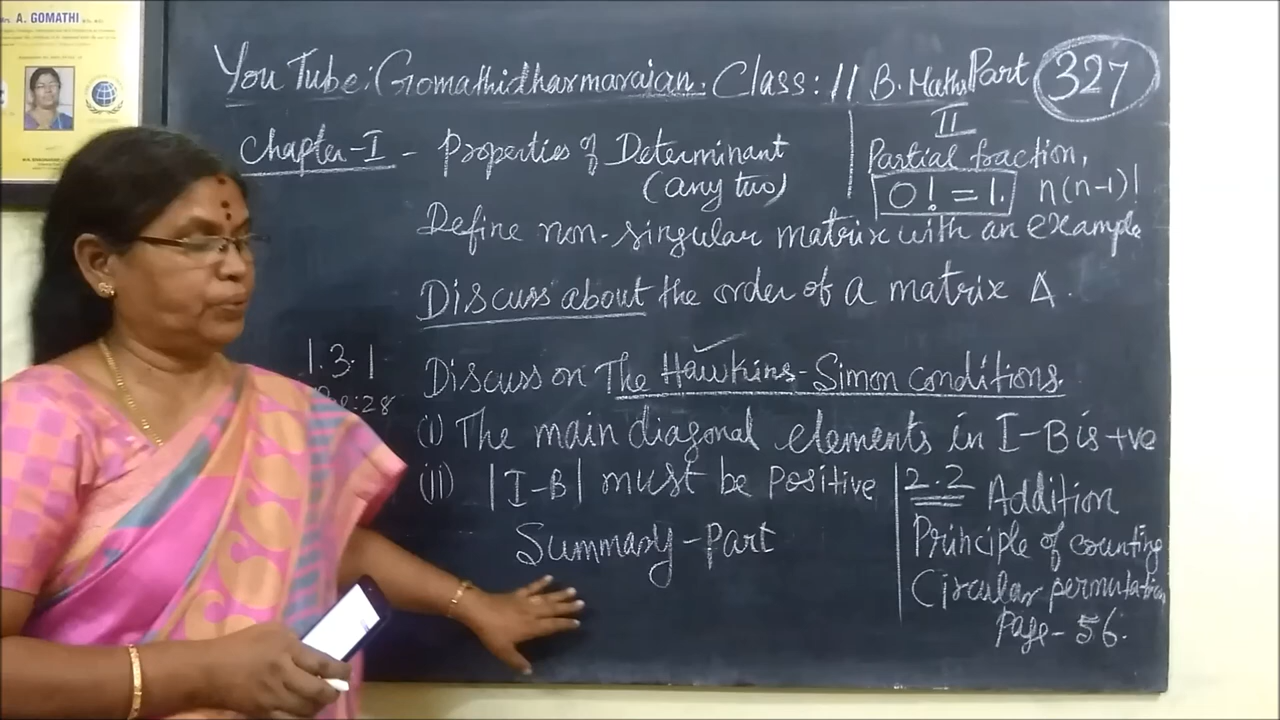 Mrs. A. GOMATHI
YouTube: Gomathidharmarajan. Class: 11 B. Maths Part 327
Chapter-I - Properties of Determinant
(any two)
II
Partial fraction,
0! = 1. n(n-1)!
Define non-singular matrix with an example
Discuss about the order of a matrix Δ.
1.3.1
:28
Discuss on The Hawkins-Simon conditions.
(i) The main diagonal elements in I-B is +ve
(ii) |I-B| must be positive
Summary-Part
2.2 Addition
Principle of counting
Circular permutation
Page-56.